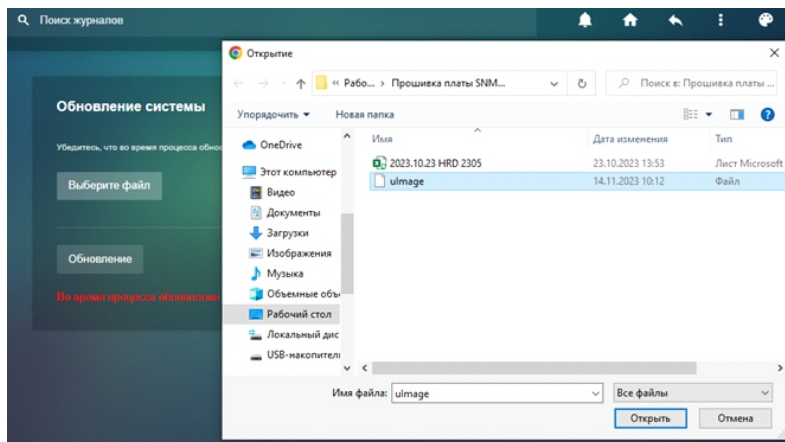 Поиск журналов
Обновление системы
Убедитесь, что во время процесса обнов
Выберите файл
Обновление
Во время процесса обновления
Открытие
« Рабо... › Прошивка платы SNM...
Поиск в: Прошивка платы ...
Упорядочить
Новая папка
OneDrive
Этот компьютер
Видео
Документы
Загрузки
Изображения
Музыка
Объемные объ
Рабочий стол
Локальный дис
USB-накопители
Имя Дата изменения Тип
2023.10.23 HRD 2305 23.10.2023 13:53 Лист Microsoft
uImage 14.11.2023 10:12 Файл
Имя файла: uImage Все файлы
Открыть Отмена